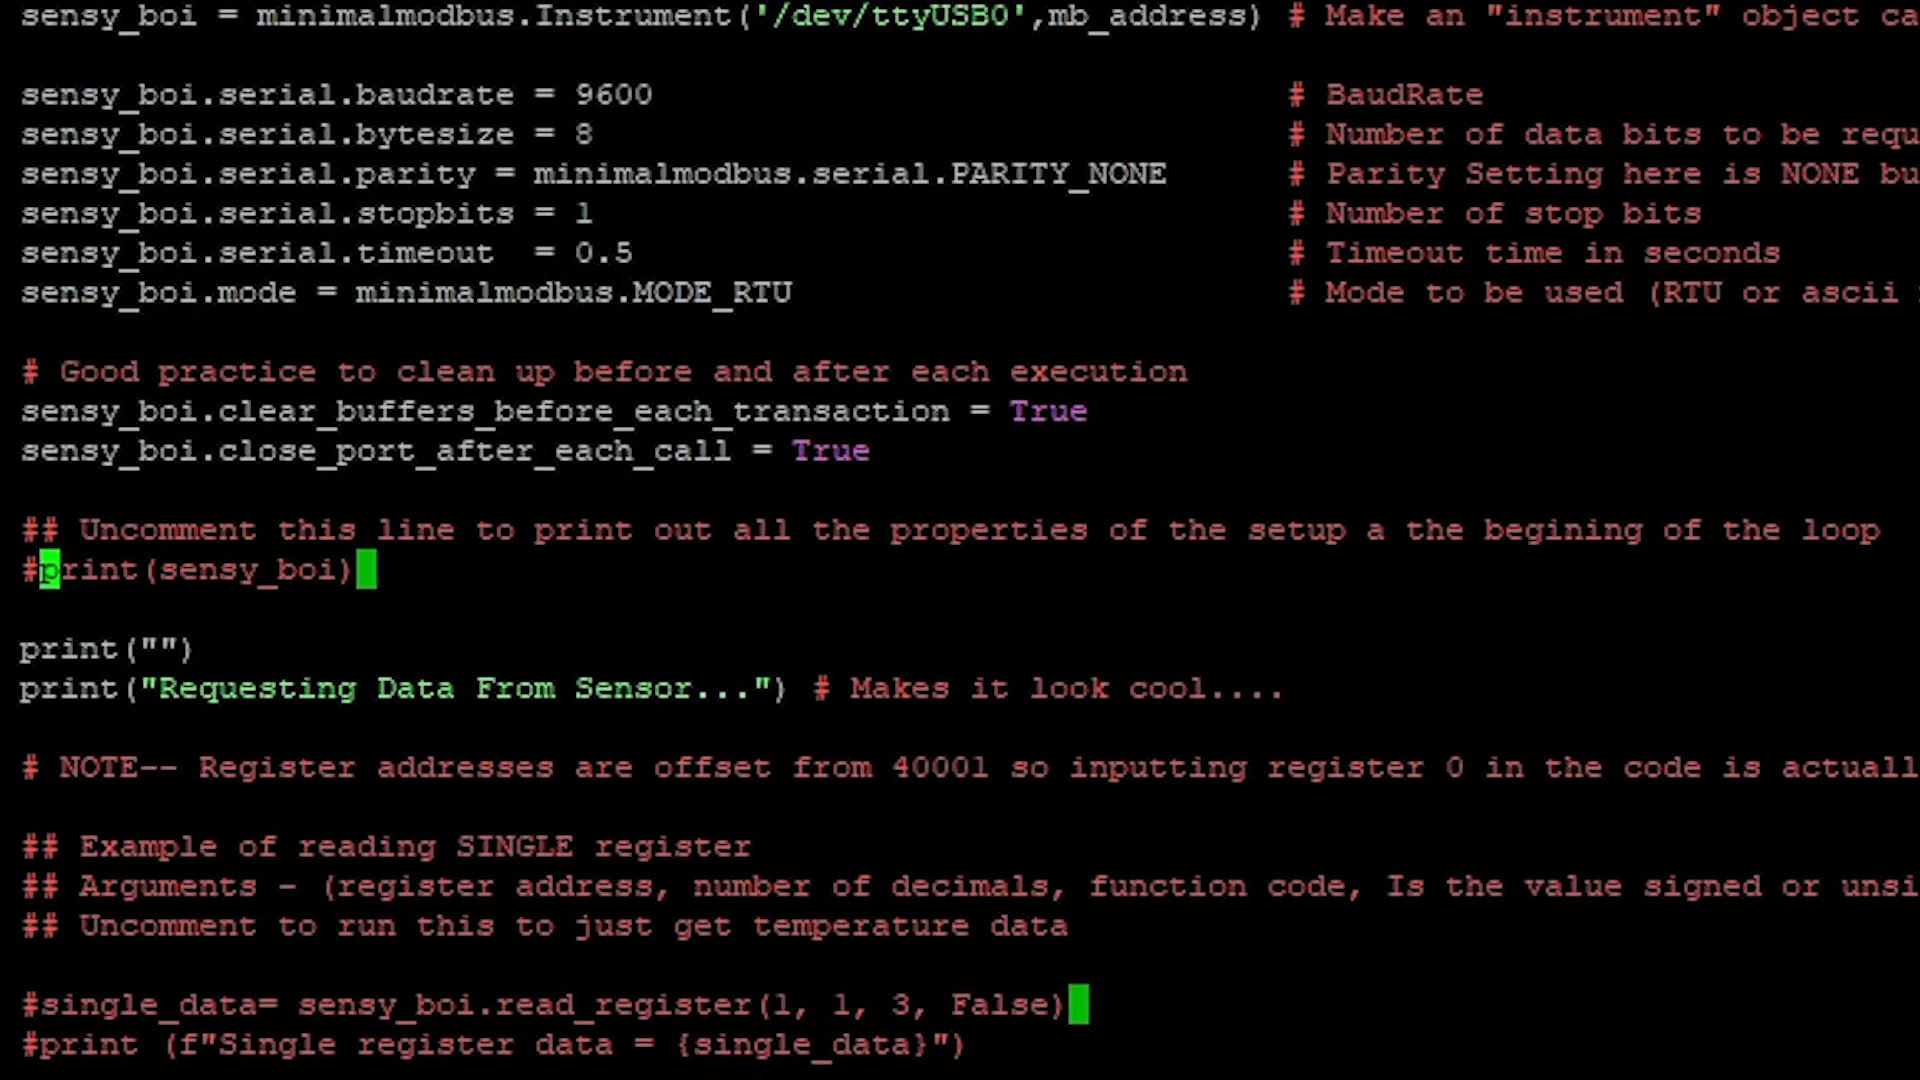 sensy_boi = minimalmodbus.Instrument('/dev/ttyUSB0',mb_address) # Make an "instrument" object ca
sensy_boi.serial.baudrate = 9600 # BaudRate
sensy_boi.serial.bytesize = 8 # Number of data bits to be requ
sensy_boi.serial.parity = minimalmodbus.serial.PARITY_NONE # Parity Setting here is NONE bu
sensy_boi.serial.stopbits = 1 # Number of stop bits
sensy_boi.serial.timeout  = 0.5 # Timeout time in seconds
sensy_boi.mode = minimalmodbus.MODE_RTU # Mode to be used (RTU or ascii
# Good practice to clean up before and after each execution
sensy_boi.clear_buffers_before_each_transaction = True
sensy_boi.close_port_after_each_call = True
## Uncomment this line to print out all the properties of the setup a the begining of the loop
#print(sensy_boi)
print("")
print("Requesting Data From Sensor...") # Makes it look cool....
# NOTE-- Register addresses are offset from 40001 so inputting register 0 in the code is actuall
## Example of reading SINGLE register
## Arguments - (register address, number of decimals, function code, Is the value signed or unsi
## Uncomment to run this to just get temperature data
#single_data= sensy_boi.read_register(1, 1, 3, False)
#print (f"Single register data = {single_data}")